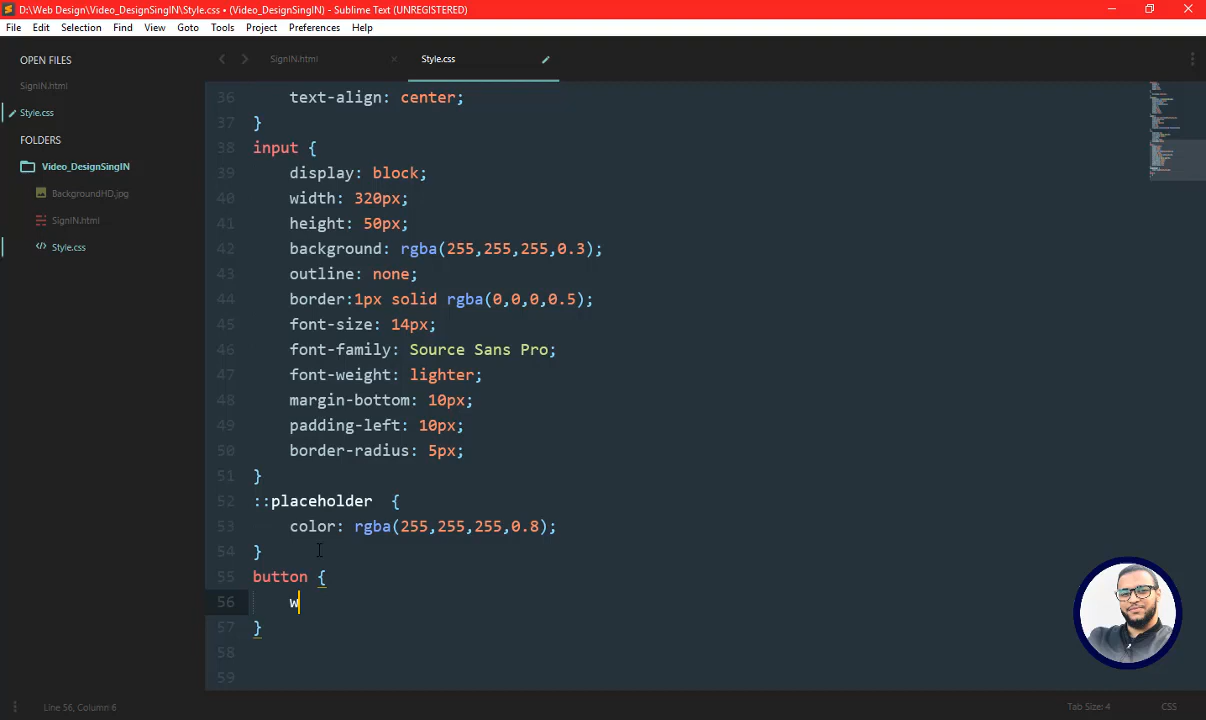 D:\Web Design\Video_DesignSingIN\Style.css • (Video_DesignSingIN) - Sublime Text (UNREGISTERED)
File Edit Selection Find View Goto Tools Project Preferences Help
OPEN FILES
SignIN.html
Style.css
FOLDERS
Video_DesignSingIN
BackgroundHD.jpg
SignIN.html
Style.css
SignIN.html
Style.css
36 text-align: center;
37 }
38 input {
39 display: block;
40 width: 320px;
41 height: 50px;
42 background: rgba(255,255,255,0.3);
43 outline: none;
44 border:1px solid rgba(0,0,0,0.5);
45 font-size: 14px;
46 font-family: Source Sans Pro;
47 font-weight: lighter;
48 margin-bottom: 10px;
49 padding-left: 10px;
50 border-radius: 5px;
51 }
52 ::placeholder  {
53 color: rgba(255,255,255,0.8);
54 }
55 button {
56 w
57 }
58
59
Line 56, Column 6
Tab Size: 4
CSS